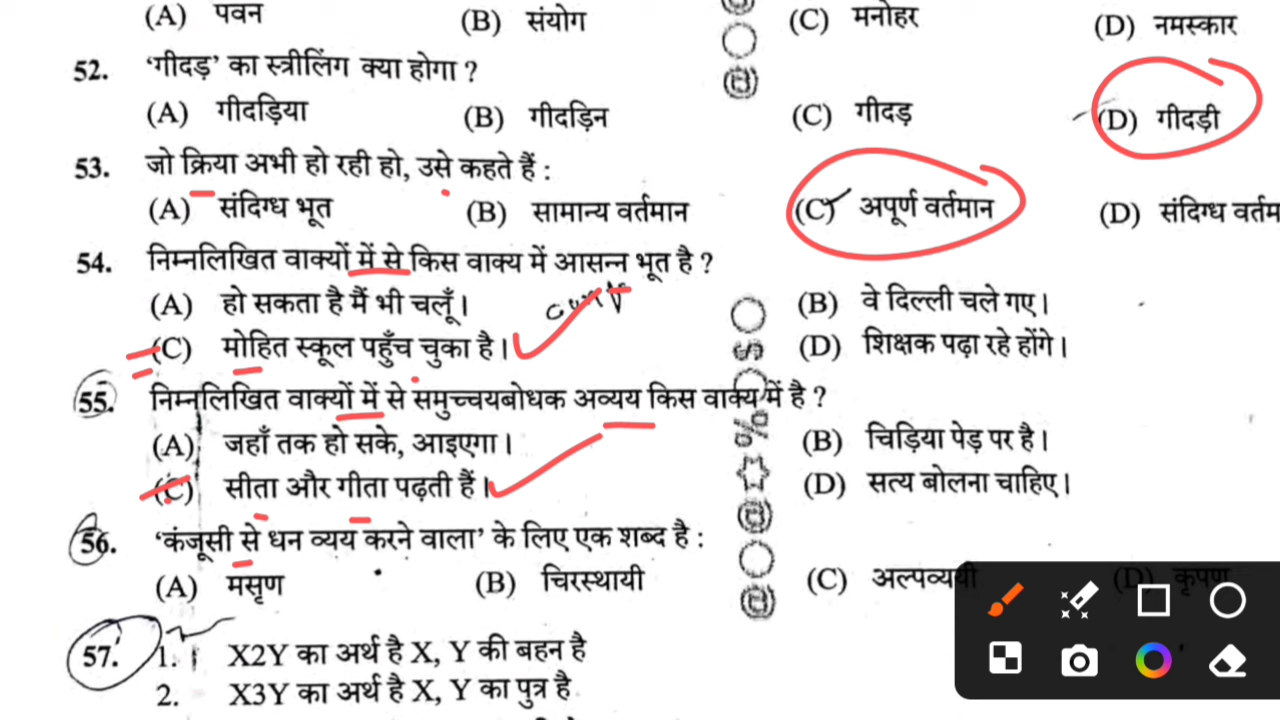 (A) पवन (B) संयोग (C) मनोहर (D) नमस्कार
52. ‘गीदड़’ का स्त्रीलिंग क्या होगा ?
(A) गीदड़िया (B) गीदड़िन (C) गीदड़ (D) गीदड़ी
53. जो क्रिया अभी हो रही हो, उसे कहते हैं :
(A) संदिग्ध भूत (B) सामान्य वर्तमान (C) अपूर्ण वर्तमान (D) संदिग्ध वर्तम
54. निम्नलिखित वाक्यों में से किस वाक्य में आसन्न भूत है ?
(A) हो सकता है मैं भी चलूँ। (B) वे दिल्ली चले गए।
(C) मोहित स्कूल पहुँच चुका है। (D) शिक्षक पढ़ा रहे होंगे।
55. निम्नलिखित वाक्यों में से समुच्चयबोधक अव्यय किस वाक्य में है ?
(A) जहाँ तक हो सके, आइएगा। (B) चिड़िया पेड़ पर है।
(C) सीता और गीता पढ़ती हैं। (D) सत्य बोलना चाहिए।
56. ‘कंजूसी से धन व्यय करने वाला’ के लिए एक शब्द है :
(A) मसृण (B) चिरस्थायी (C) अल्पव्ययी (D) कृपण
57. 1. X2Y का अर्थ है X, Y की बहन है
2. X3Y का अर्थ है X, Y का पुत्र है